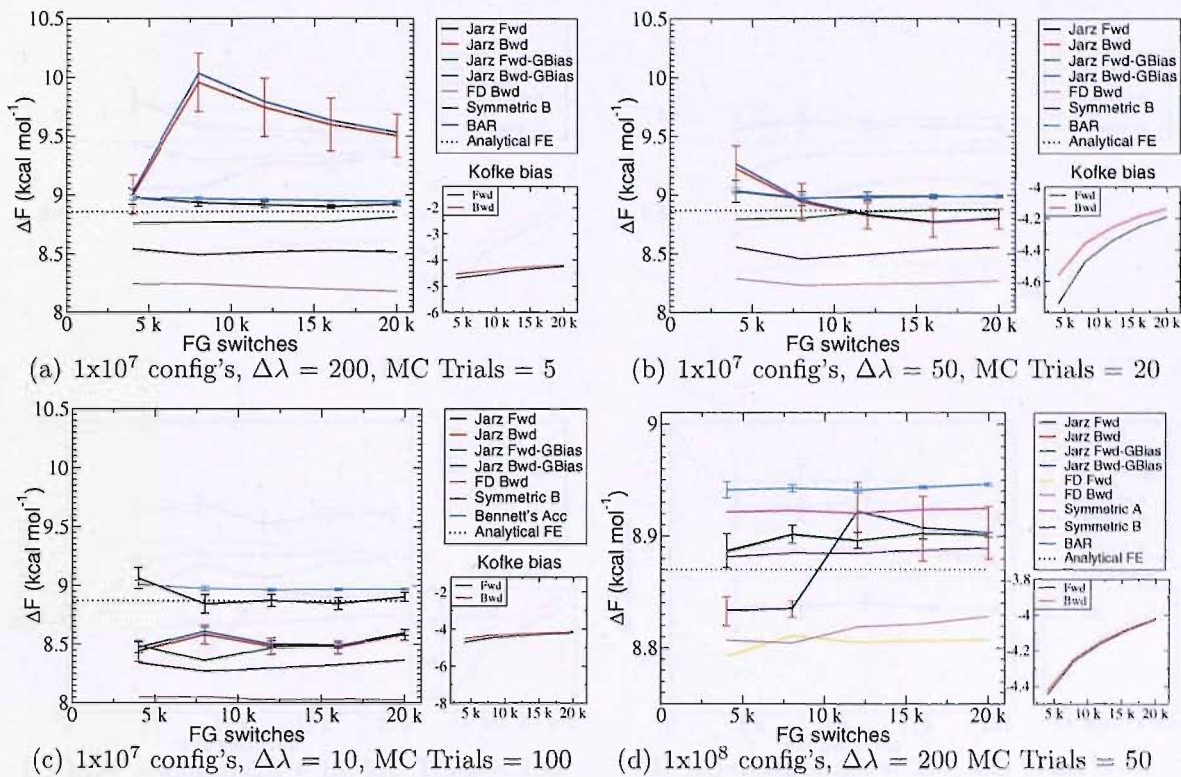 10.5
10
9.5
9
8.5
8
ΔF (kcal mol⁻¹)
0
5 k
10 k
15 k
20 k
FG switches
Jarz Fwd
Jarz Bwd
Jarz Fwd-GBias
Jarz Bwd-GBias
FD Bwd
Symmetric B
BAR
Analytical FE
Kofke bias
Fwd
Bwd
-2
-3
-4
-5
-6
5 k 10 k 15 k 20 k
(a) 1x10⁷ config's, Δλ = 200, MC Trials = 5
10.5
10
9.5
9
8.5
8
ΔF (kcal mol⁻¹)
0
5 k
10 k
15 k
20 k
FG switches
Jarz Fwd
Jarz Bwd
Jarz Fwd-GBias
Jarz Bwd-GBias
FD Bwd
Symmetric B
BAR
Analytical FE
Kofke bias
Fwd
Bwd
-4
-4.2
-4.4
-4.6
5 k 10 k 15 k 20 k
(b) 1x10⁷ config's, Δλ = 50, MC Trials = 20
10.5
10
9.5
9
8.5
8
ΔF (kcal mol⁻¹)
0
5 k
10 k
15 k
20 k
FG switches
Jarz Fwd
Jarz Bwd
Jarz Fwd-GBias
Jarz Bwd-GBias
FD Bwd
Symmetric B
Bennett's Acc
Analytical FE
Kofke bias
Fwd
Bwd
-2
-4
-6
-8
5 k 10 k 15 k 20 k
(c) 1x10⁷ config's, Δλ = 10, MC Trials = 100
9
8.9
8.8
ΔF (kcal mol⁻¹)
0
5 k
10 k
15 k
20 k
FG switches
Jarz Fwd
Jarz Bwd
Jarz Fwd-GBias
Jarz Bwd-GBias
FD Fwd
FD Bwd
Symmetric A
Symmetric B
BAR
Analytical FE
Fwd
Bwd
-3.8
-4
-4.2
-4.4
5 k 10 k 15 k 20 k
(d) 1x10⁸ config's, Δλ = 200 MC Trials = 50